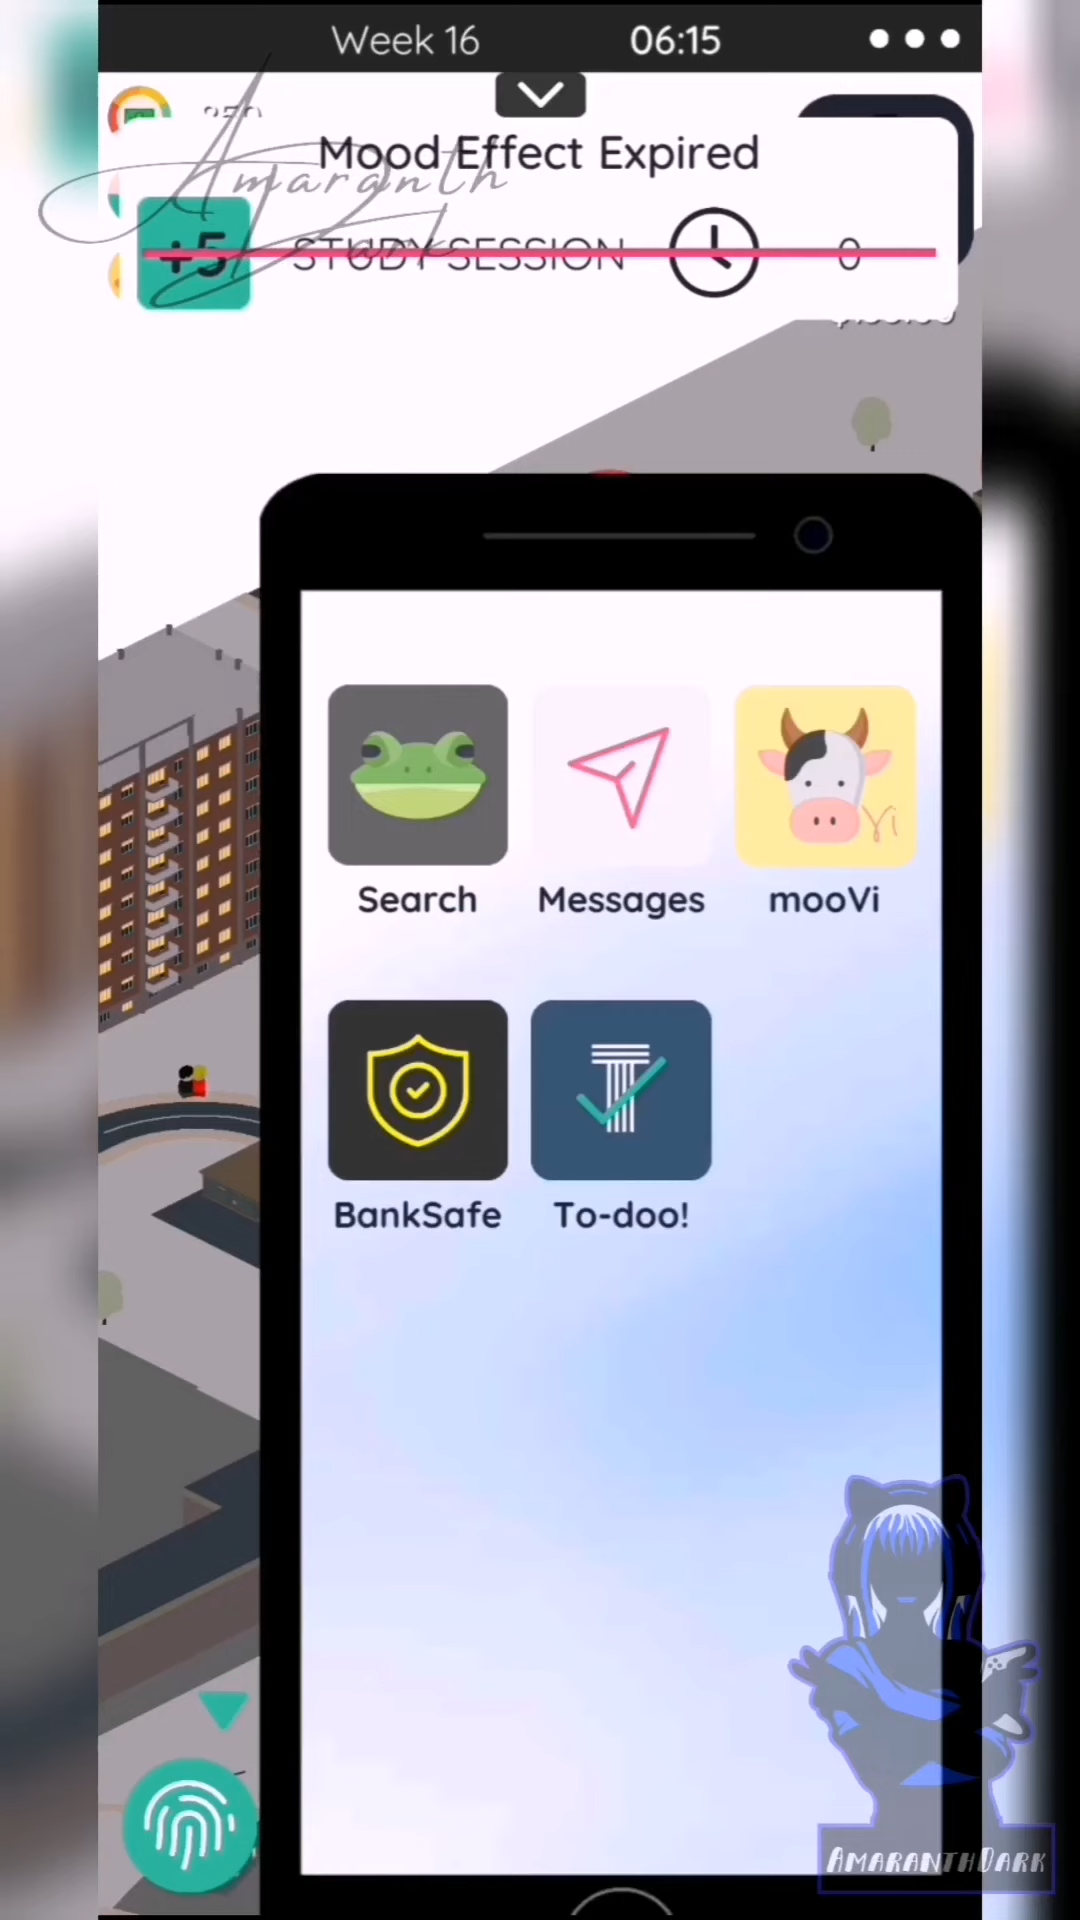 Week 16 06:15
Mood Effect Expired
Amaranth
Dark
+5 STUDY SESSION 0
Search Messages mooVi
BankSafe To-doo!
AMARANTHDARK